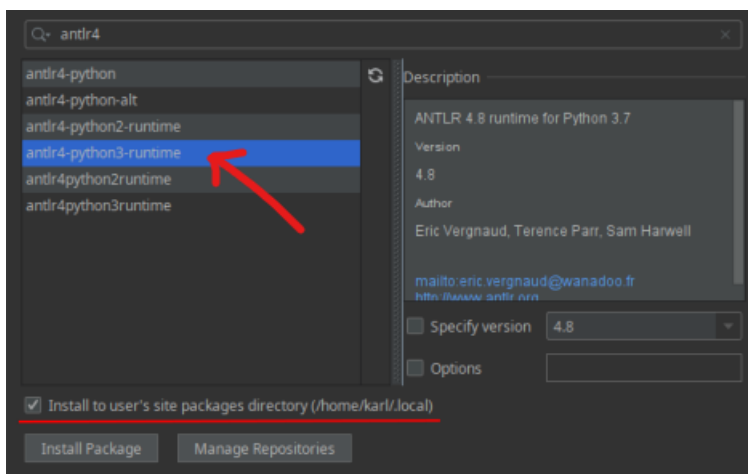 antlr4
antlr4-python
antlr4-python-alt
antlr4-python2-runtime
antlr4-python3-runtime
antlr4python2runtime
antlr4python3runtime
Description
ANTLR 4.8 runtime for Python 3.7
Version
4.8
Author
Eric Vergnaud, Terence Parr, Sam Harwell
mailto:eric.vergnaud@wanadoo.fr
http://www.antlr.org
Specify version 4.8
Options
Install to user's site packages directory (/home/karl/.local)
Install Package Manage Repositories